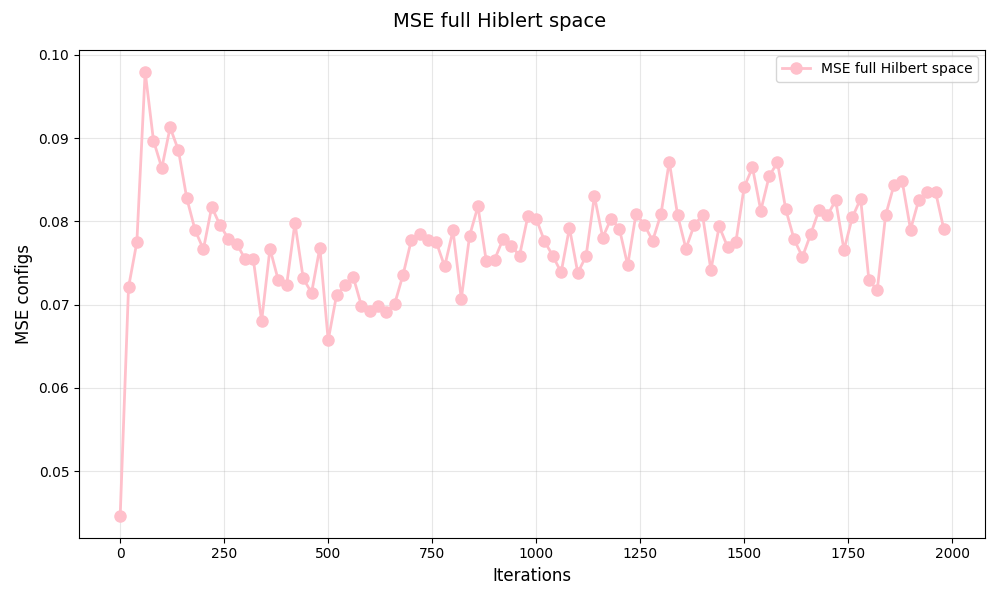 MSE full Hiblert space
MSE full Hilbert space
0.10
0.09
0.08
0.07
0.06
0.05
MSE configs
0 250 500 750 1000 1250 1500 1750 2000
Iterations